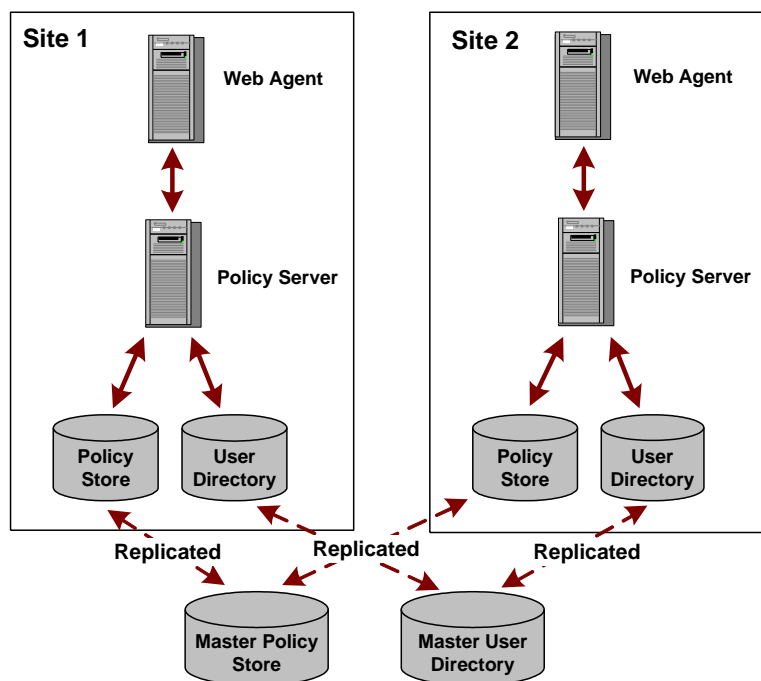 Site 1
Web Agent
Policy Server
Policy
Store
User
Directory
Site 2
Web Agent
Policy Server
Policy
Store
User
Directory
Replicated
Replicated
Replicated
Master Policy
Store
Master User
Directory